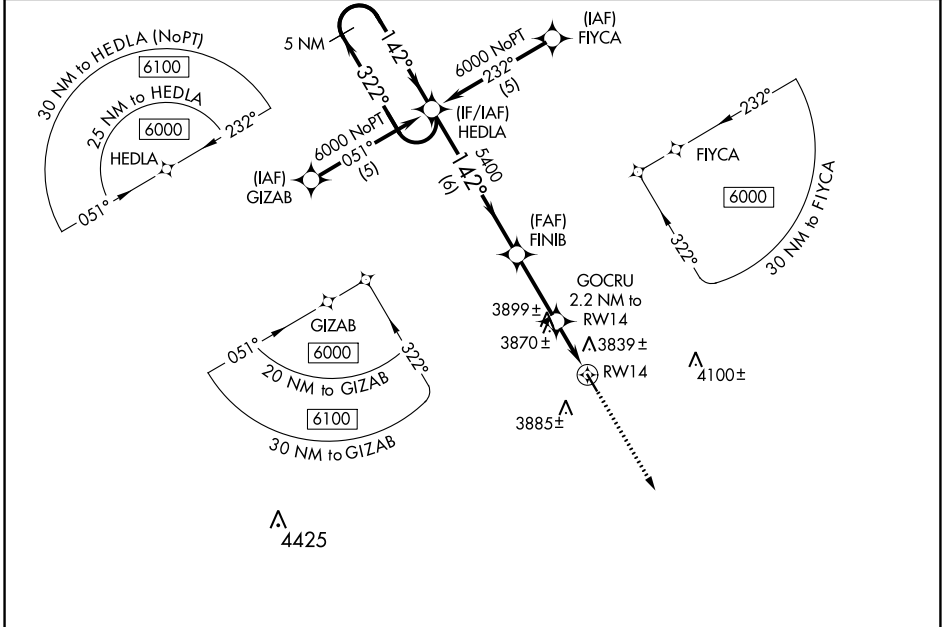 30 NM to HEDLA (NoPT)
6100
25 NM to HEDLA
6000
HEDLA
232°
051°
5 NM
142°
322°
(IAF)
FIYCA
6000 NoPT
232°
(5)
(IF/IAF)
HEDLA
6000 NoPT
051°
(5)
(IAF)
GIZAB
5400
142°
(6)
(FAF)
FINIB
GOCRU
2.2 NM to
RW14
3899±
3870±
3839±
RW14
4100±
3885±
232°
FIYCA
6000
322°
30 NM to FIYCA
GIZAB
051°
6000
322°
20 NM to GIZAB
6100
30 NM to GIZAB
4425